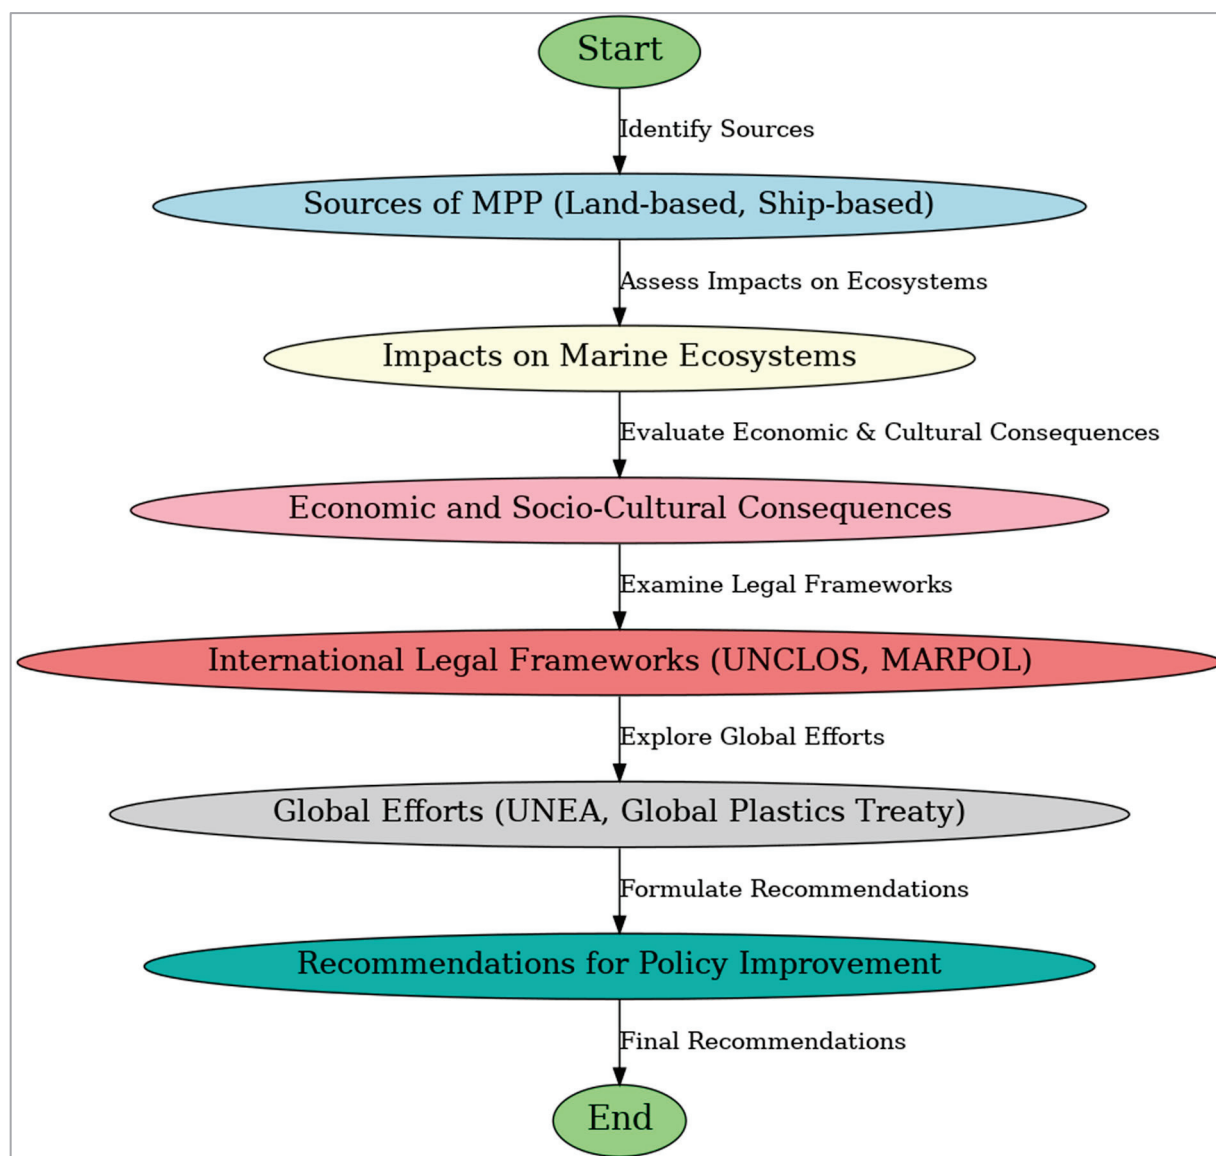 Start
Identify Sources
Sources of MPP (Land-based, Ship-based)
Assess Impacts on Ecosystems
Impacts on Marine Ecosystems
Evaluate Economic & Cultural Consequences
Economic and Socio-Cultural Consequences
Examine Legal Frameworks
International Legal Frameworks (UNCLOS, MARPOL)
Explore Global Efforts
Global Efforts (UNEA, Global Plastics Treaty)
Formulate Recommendations
Recommendations for Policy Improvement
Final Recommendations
End